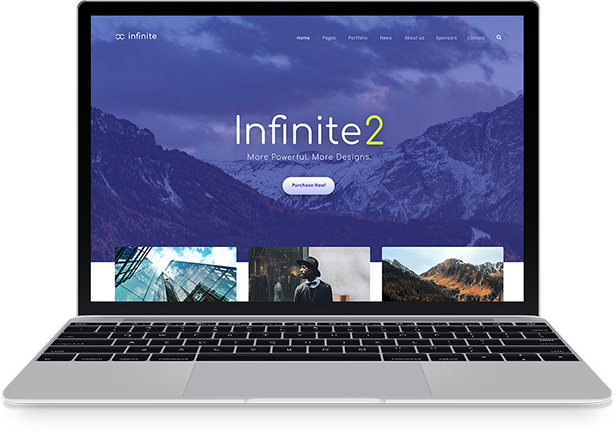 infinite
Home Pages Portfolio News About us Sponsors Contact
Infinite2
More Powerful. More Designs.
Purchase Now!